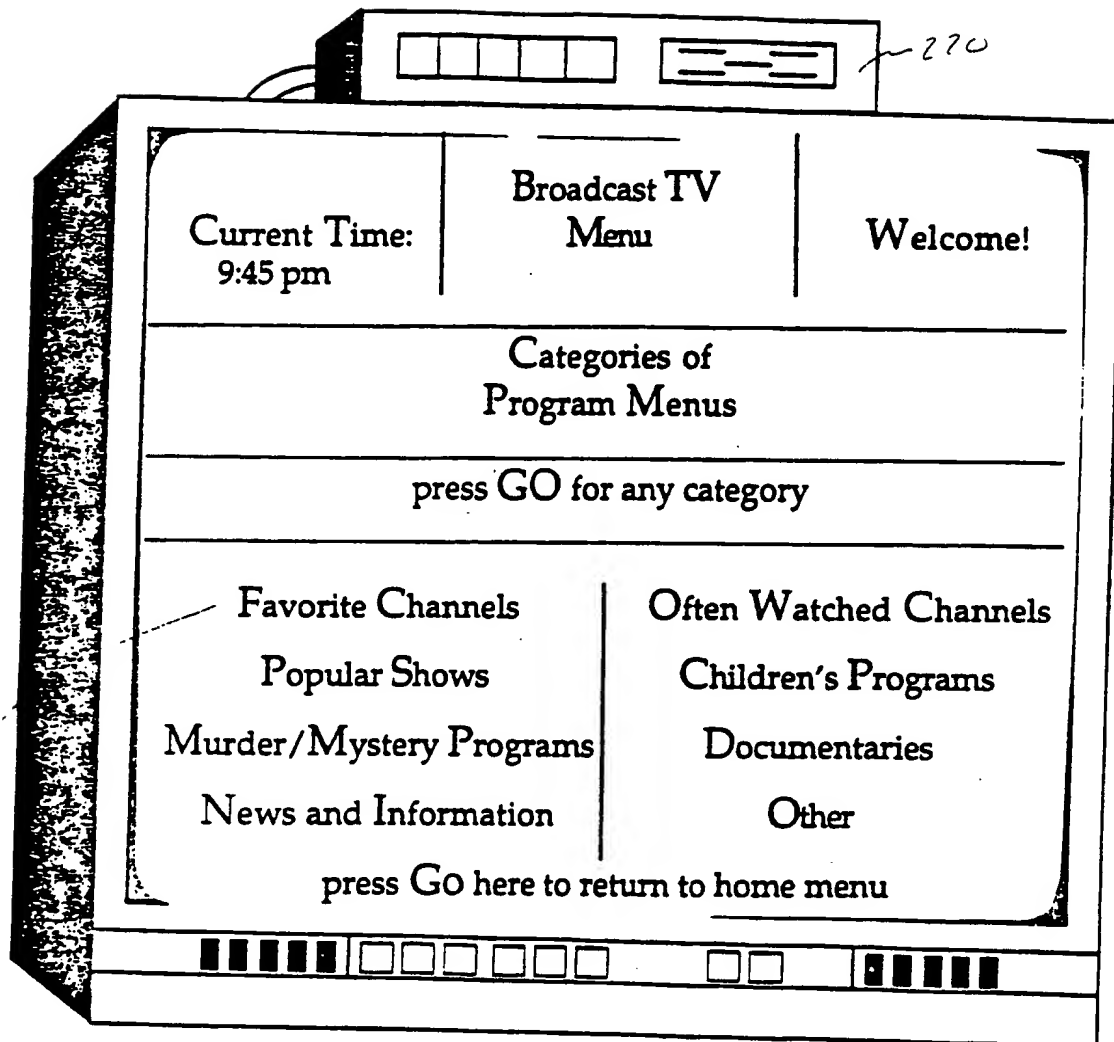 220
Current Time:
9:45 pm
Broadcast TV
Menu
Welcome!
Categories of
Program Menus
press GO for any category
Favorite Channels
Popular Shows
Murder/Mystery Programs
News and Information
Often Watched Channels
Children's Programs
Documentaries
Other
press GO here to return to home menu